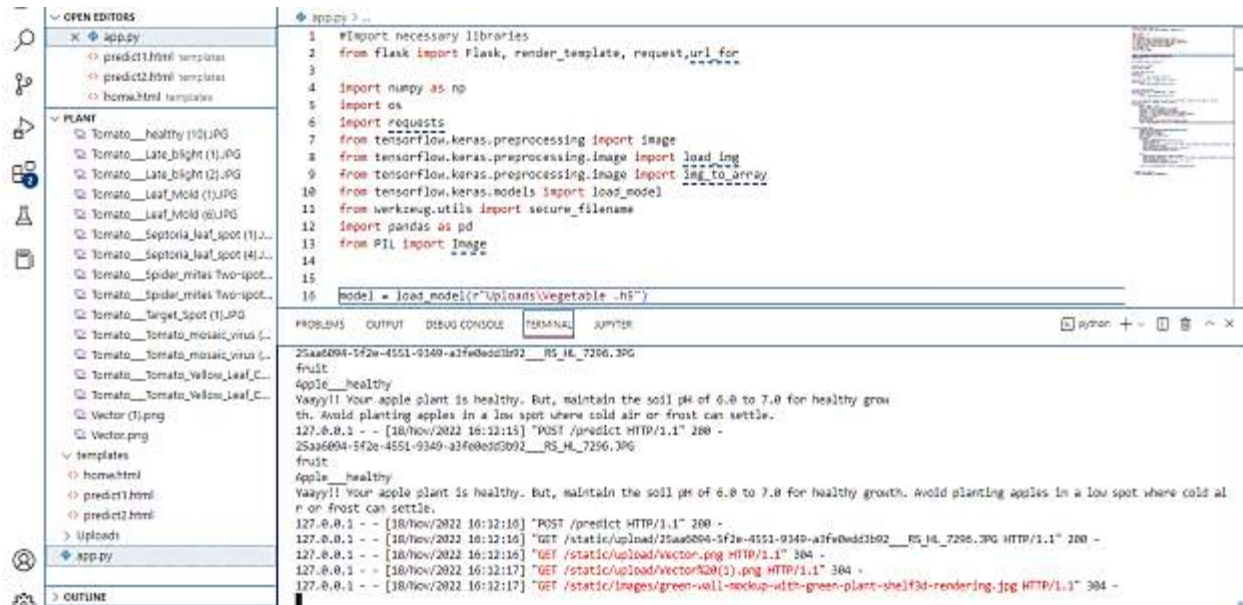 OPEN EDITORS
app.py
predict1.html templates
predict2.html templates
home.html templates
PLANT
Tomato___healthy (10).JPG
Tomato___Late_blight (1).JPG
Tomato___Late_blight (2).JPG
Tomato___Leaf_Mold (1).JPG
Tomato___Leaf_Mold (6).JPG
Tomato___Septoria_leaf_spot (1).J...
Tomato___Septoria_leaf_spot (4).J...
Tomato___Spider_mites Two-spot...
Tomato___Spider_mites Two-spot...
Tomato___Target_Spot (1).JPG
Tomato___Tomato_mosaic_virus (...
Tomato___Tomato_mosaic_virus (...
Tomato___Tomato_Yellow_Leaf_C...
Tomato___Tomato_Yellow_Leaf_C...
Vector (1).png
Vector.png
templates
home.html
predict1.html
predict2.html
> Uploads
app.py
> OUTLINE
2
app.py > ...
1 #Import necessary libraries
2 from flask import Flask, render_template, request,url_for
3
4 import numpy as np
5 import os
6 import requests
7 from tensorflow.keras.preprocessing import image
8 from tensorflow.keras.preprocessing.image import load_img
9 from tensorflow.keras.preprocessing.image import img_to_array
10 from tensorflow.keras.models import load_model
11 from werkzeug.utils import secure_filename
12 import pandas as pd
13 from PIL import Image
14
15
16 model = load_model(r"Uploads\Vegetable .h5")
PROBLEMS OUTPUT DEBUG CONSOLE TERMINAL JUPYTER python
25aa6094-5f2e-4551-9349-a3fe0edd3b92___RS_HL_7296.JPG
fruit
Apple___healthy
Yaayy!! Your apple plant is healthy. But, maintain the soil pH of 6.0 to 7.0 for healthy grow
th. Avoid planting apples in a low spot where cold air or frost can settle.
127.0.0.1 - - [18/Nov/2022 16:12:15] "POST /predict HTTP/1.1" 200 -
25aa6094-5f2e-4551-9349-a3fe0edd3b92___RS_HL_7296.JPG
fruit
Apple___healthy
Yaayy!! Your apple plant is healthy. But, maintain the soil pH of 6.0 to 7.0 for healthy growth. Avoid planting apples in a low spot where cold ai
r or frost can settle.
127.0.0.1 - - [18/Nov/2022 16:12:16] "POST /predict HTTP/1.1" 200 -
127.0.0.1 - - [18/Nov/2022 16:12:16] "GET /static/upload/25aa6094-5f2e-4551-9349-a3fe0edd3b92___RS_HL_7296.JPG HTTP/1.1" 200 -
127.0.0.1 - - [18/Nov/2022 16:12:16] "GET /static/upload/Vector.png HTTP/1.1" 304 -
127.0.0.1 - - [18/Nov/2022 16:12:17] "GET /static/upload/Vector%20(1).png HTTP/1.1" 304 -
127.0.0.1 - - [18/Nov/2022 16:12:17] "GET /static/images/green-wall-mockup-with-green-plant-shelf3d-rendering.jpg HTTP/1.1" 304 -